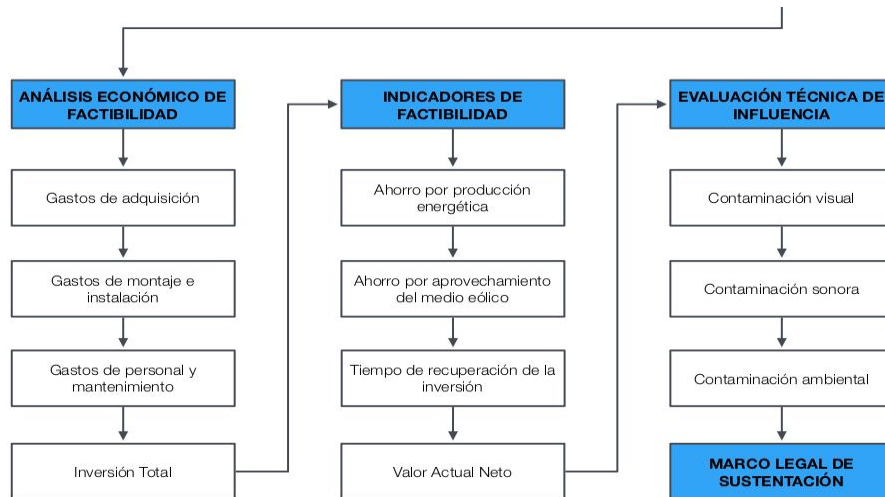 ANÁLISIS ECONÓMICO DE
FACTIBILIDAD
Gastos de adquisición
Gastos de montaje e
instalación
Gastos de personal y
mantenimiento
Inversión Total
INDICADORES DE
FACTIBILIDAD
Ahorro por producción
energética
Ahorro por aprovechamiento
del medio eólico
Tiempo de recuperación de la
inversión
Valor Actual Neto
EVALUACIÓN TÉCNICA DE
INFLUENCIA
Contaminación visual
Contaminación sonora
Contaminación ambiental
MARCO LEGAL DE
SUSTENTACIÓN